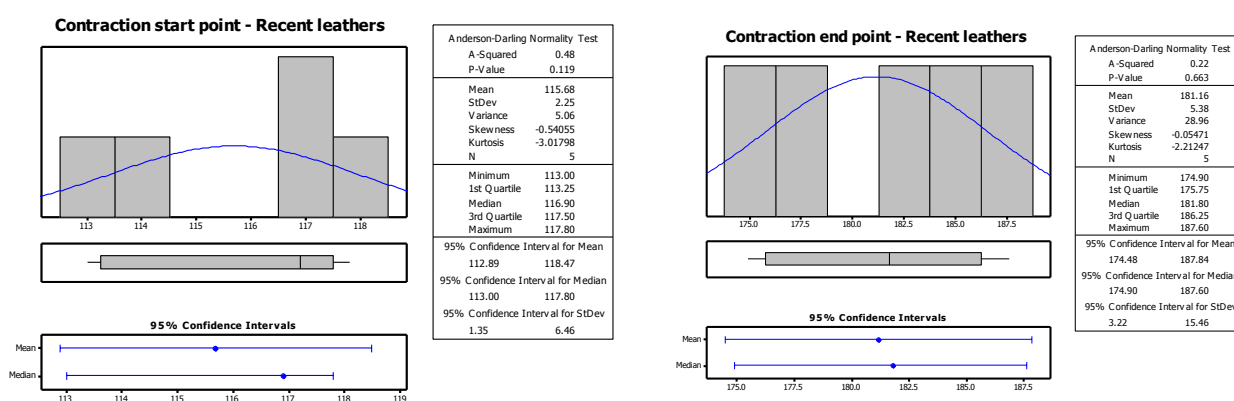 Contraction start point - Recent leathers
113 114 115 116 117 118
Anderson-Darling Normality Test
A-Squared 0.48
P-Value 0.119
Mean 115.68
StDev 2.25
Variance 5.06
Skewness -0.54055
Kurtosis -3.01798
N 5
Minimum 113.00
1st Quartile 113.25
Median 116.90
3rd Quartile 117.50
Maximum 117.80
95% Confidence Interval for Mean
112.89 118.47
95% Confidence Interval for Median
113.00 117.80
95% Confidence Interval for StDev
1.35 6.46
95% Confidence Intervals
Mean
Median
113 114 115 116 117 118 119
Contraction end point - Recent leathers
175.0 177.5 180.0 182.5 185.0 187.5
Anderson-Darling Normality Test
A-Squared 0.22
P-Value 0.663
Mean 181.16
StDev 5.38
Variance 28.96
Skewness -0.05471
Kurtosis -2.21247
N 5
Minimum 174.90
1st Quartile 175.75
Median 181.80
3rd Quartile 186.25
Maximum 187.60
95% Confidence Interval for Mean
174.48 187.84
95% Confidence Interval for Media
174.90 187.60
95% Confidence Interval for StDev
3.22 15.46
95% Confidence Intervals
Mean
Median
175.0 177.5 180.0 182.5 185.0 187.5